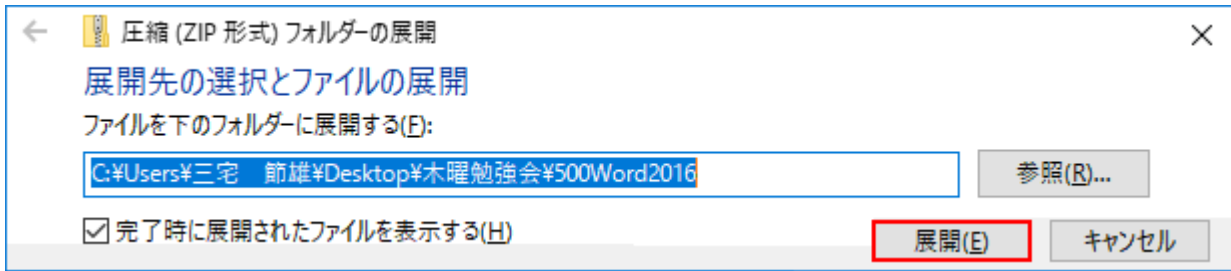 圧縮 (ZIP 形式) フォルダーの展開
展開先の選択とファイルの展開
ファイルを下のフォルダーに展開する(F):
C:¥Users¥三宅　節雄¥Desktop¥木曜勉強会¥500Word2016
参照(R)...
完了時に展開されたファイルを表示する(H)
展開(E)
キャンセル